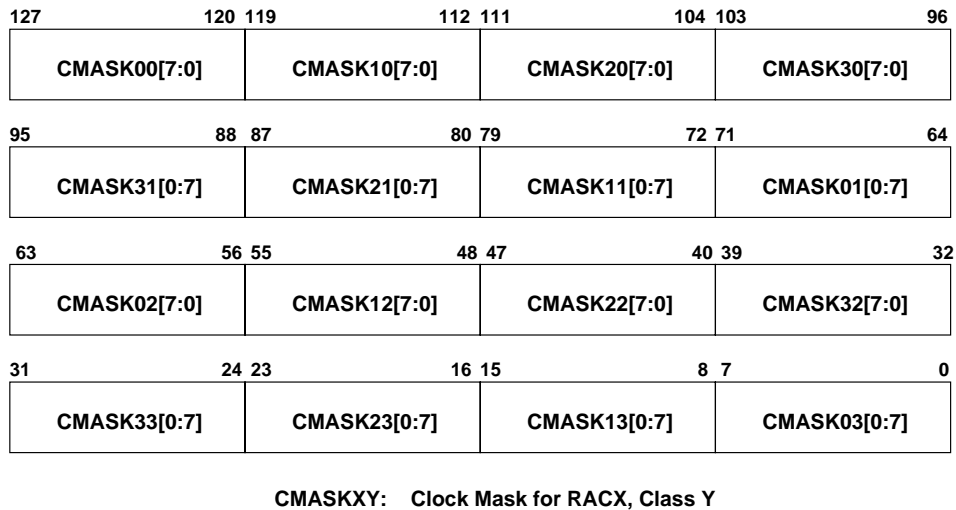 127 120 119 112 111 104 103 96
CMASK00[7:0] CMASK10[7:0] CMASK20[7:0] CMASK30[7:0]
95 88 87 80 79 72 71 64
CMASK31[0:7] CMASK21[0:7] CMASK11[0:7] CMASK01[0:7]
63 56 55 48 47 40 39 32
CMASK02[7:0] CMASK12[7:0] CMASK22[7:0] CMASK32[7:0]
31 24 23 16 15 8 7 0
CMASK33[0:7] CMASK23[0:7] CMASK13[0:7] CMASK03[0:7]
CMASKXY: Clock Mask for RACX, Class Y